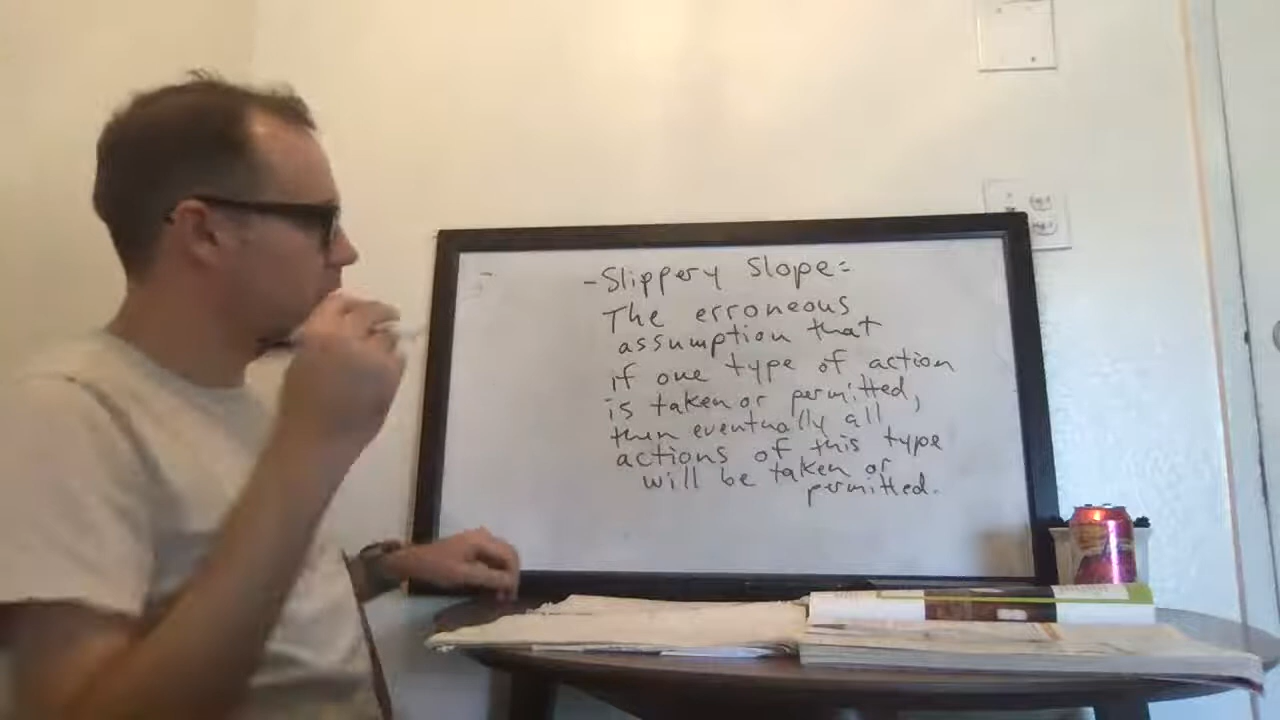 - Slippery Slope:
The erroneous
assumption that
if one type of action
is taken or permitted,
then eventually all
actions of this type
will be taken or
permitted.